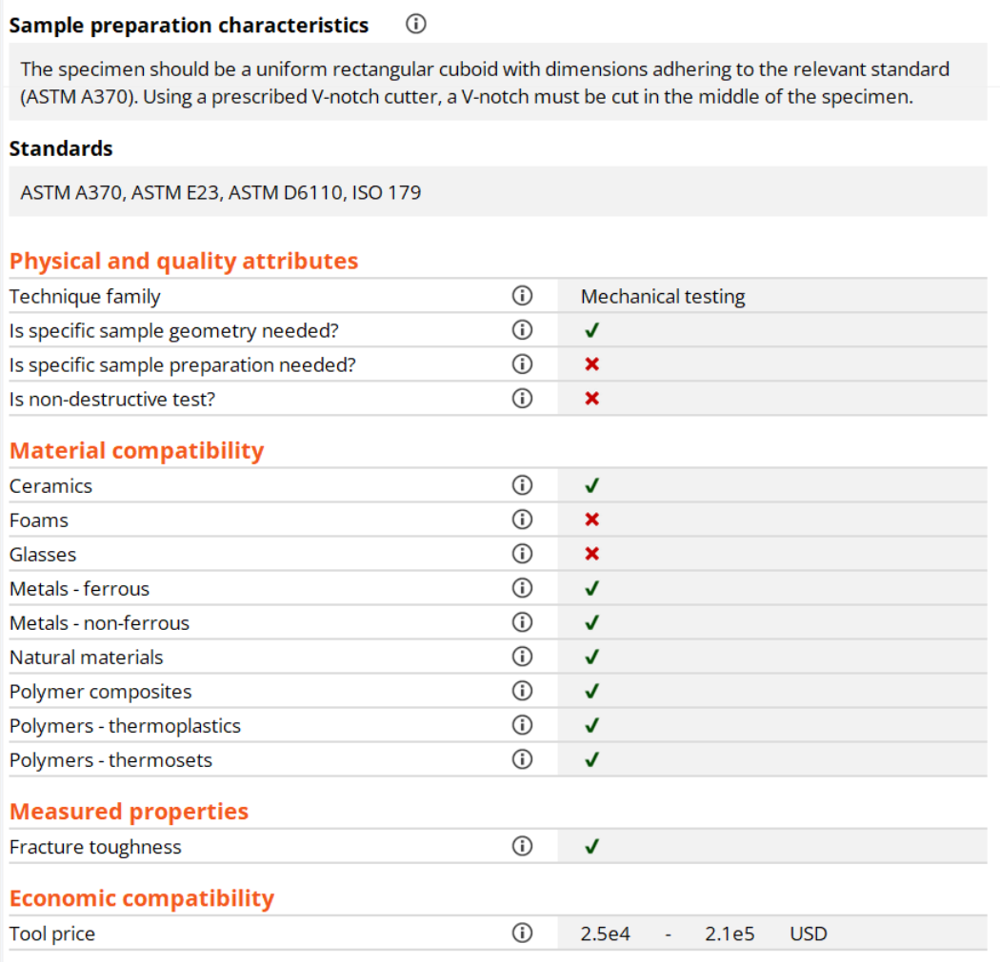 Sample preparation characteristics
The specimen should be a uniform rectangular cuboid with dimensions adhering to the relevant standard
(ASTM A370). Using a prescribed V-notch cutter, a V-notch must be cut in the middle of the specimen.
Standards
ASTM A370, ASTM E23, ASTM D6110, ISO 179
Physical and quality attributes
Technique family Mechanical testing
Is specific sample geometry needed? ✓
Is specific sample preparation needed? ✗
Is non-destructive test? ✗
Material compatibility
Ceramics ✓
Foams ✗
Glasses ✗
Metals - ferrous ✓
Metals - non-ferrous ✓
Natural materials ✓
Polymer composites ✓
Polymers - thermoplastics ✓
Polymers - thermosets ✓
Measured properties
Fracture toughness ✓
Economic compatibility
Tool price 2.5e4 - 2.1e5 USD